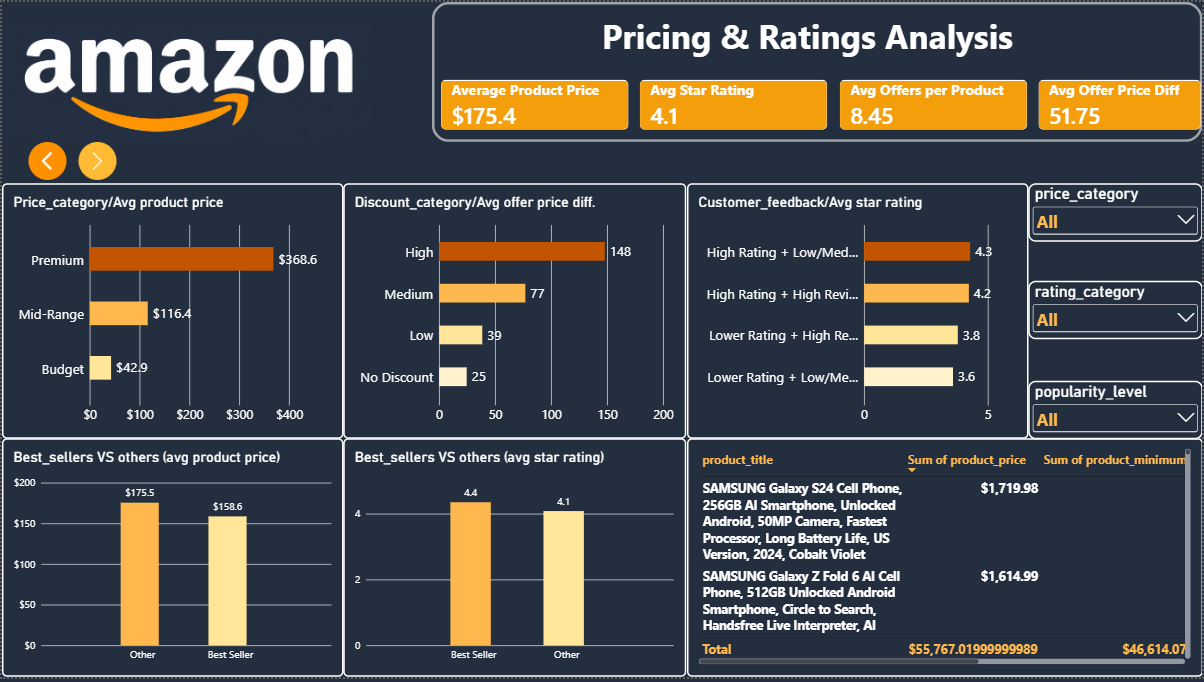 amazon
Pricing & Ratings Analysis
Average Product Price
$175.4
Avg Star Rating
4.1
Avg Offers per Product
8.45
Avg Offer Price Diff
51.75
Price_category/Avg product price
Premium
$368.6
Mid-Range
$116.4
Budget
$42.9
$0 $100 $200 $300 $400
Discount_category/Avg offer price diff.
High
148
Medium
77
Low
39
No Discount
25
0 50 100 150 200
Customer_feedback/Avg star rating
High Rating + Low/Med...
4.3
High Rating + High Revi...
4.2
Lower Rating + High Re...
3.8
Lower Rating + Low/Me...
3.6
0 5
price_category
All
rating_category
All
popularity_level
All
Best_sellers VS others (avg product price)
$200
$150
$100
$50
$0
$175.5
$158.6
Other Best Seller
Best_sellers VS others (avg star rating)
4
2
0
4.4
4.1
Best Seller Other
product_title Sum of product_price Sum of product_minimum
SAMSUNG Galaxy S24 Cell Phone, $1,719.98
256GB AI Smartphone, Unlocked
Android, 50MP Camera, Fastest
Processor, Long Battery Life, US
Version, 2024, Cobalt Violet
SAMSUNG Galaxy Z Fold 6 AI Cell $1,614.99
Phone, 512GB Unlocked Android
Smartphone, Circle to Search,
Handsfree Live Interpreter, AI
Total $55,767.01999999989 $46,614.07